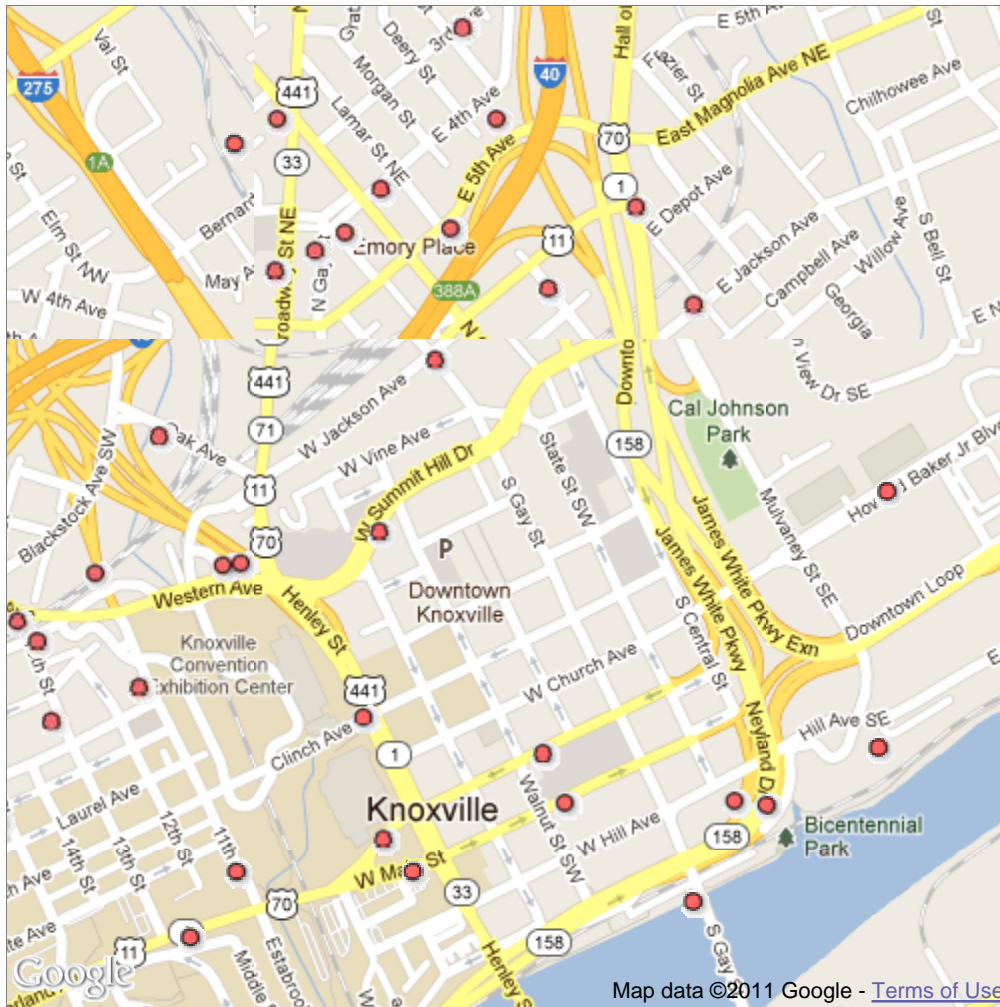 Val St
275
1A
Elm St NW
W 4th Ave
Bernard
May A
441
33
roadway St NE
N Ga
Morgan St
Deery St
3rd
Lamar St NE
E 4th Ave
E 5th Ave
Emory Place
388A
40
11
Hall o
Frazier St
E 5th A
70
1
East Magnolia Ave NE
Chilhowee Ave
St
E Depot Ave
E Jackson Ave
Campbell Ave
Willow Ave
S Bell St
Georgia
E N
View Dr SE
441
71
11
70
W Jackson Ave
W Vine Ave
W Summit Hill Dr
Oak Ave
Blackstock Ave SW
Western Ave
Henley St
State St SW
S Gay St
P
Downtown
Knoxville
Downto
158
Cal Johnson
Park
Mulvaney St SE
James White Pkwy Exn
James White Pkwy
Downtown Loop
S Central St
W Church Ave
Knoxville
Convention
Exhibition Center
441
Clinch Ave
1
Neyland Dr
Hill Ave SE
Laurel Ave
14th St
13th St
12th St
11th
Knoxville
Walnut St SW
W Hill Ave
158
Bicentennial
Park
W Ma St
33
70
11
158
Henley S
S Gay
Estabrook
Middle
Google
Map data ©2011 Google - Terms of Use